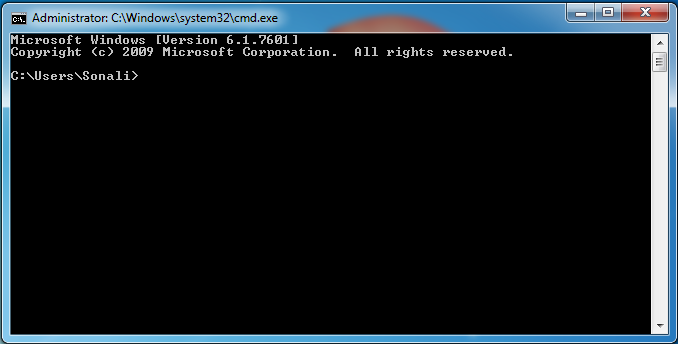 Administrator: C:\Windows\system32\cmd.exe
Microsoft Windows [Version 6.1.7601]
Copyright (c) 2009 Microsoft Corporation.  All rights reserved.
C:\Users\Sonali>